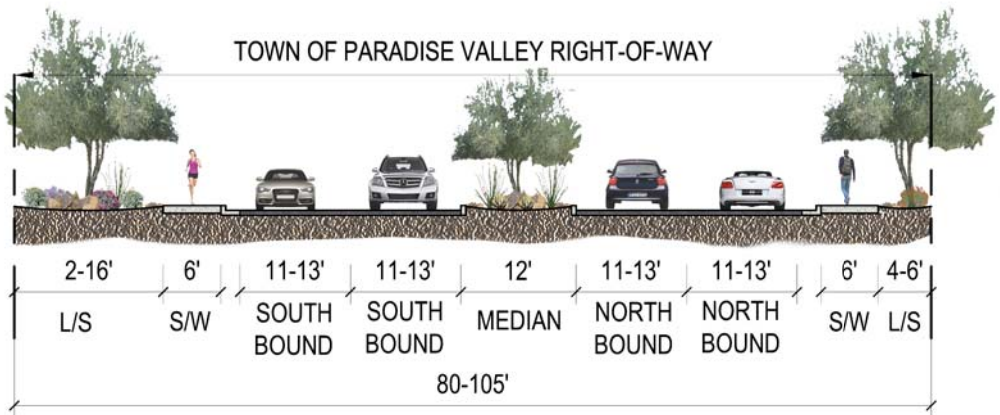 TOWN OF PARADISE VALLEY RIGHT-OF-WAY
2-16' 6' 11-13' 11-13' 12' 11-13' 11-13' 6' 4-6'
L/S S/W SOUTH BOUND SOUTH BOUND MEDIAN NORTH BOUND NORTH BOUND S/W L/S
80-105'